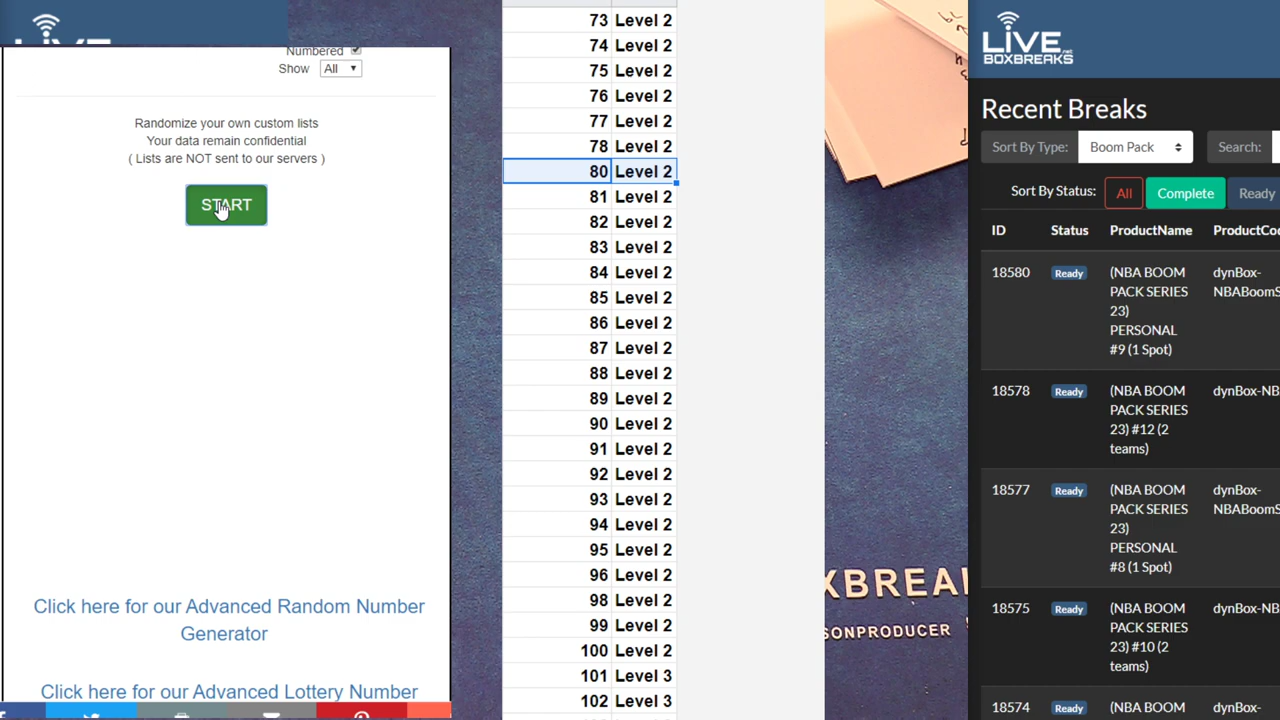 LIVE
Numbered
Show All
Randomize your own custom lists
Your data remain confidential
( Lists are NOT sent to our servers )
START
Click here for our Advanced Random Number
Generator
Click here for our Advanced Lottery Number
73 Level 2
74 Level 2
75 Level 2
76 Level 2
77 Level 2
78 Level 2
80 Level 2
81 Level 2
82 Level 2
83 Level 2
84 Level 2
85 Level 2
86 Level 2
87 Level 2
88 Level 2
89 Level 2
90 Level 2
91 Level 2
92 Level 2
93 Level 2
94 Level 2
95 Level 2
96 Level 2
98 Level 2
99 Level 2
100 Level 2
101 Level 3
102 Level 3
XBREA
SONPRODUCER
LIVE.net
BOXBREAKS
Recent Breaks
Sort By Type: Boom Pack Search:
Sort By Status: All Complete Ready
ID Status ProductName ProductCo
18580 Ready (NBA BOOM dynBox-
PACK SERIES NBABoomS
23)
PERSONAL
#9 (1 Spot)
18578 Ready (NBA BOOM dynBox-NB
PACK SERIES
23) #12 (2
teams)
18577 Ready (NBA BOOM dynBox-
PACK SERIES NBABoomS
23)
PERSONAL
#8 (1 Spot)
18575 Ready (NBA BOOM dynBox-NB
PACK SERIES
23) #10 (2
teams)
18574 Ready (NBA BOOM dynBox-